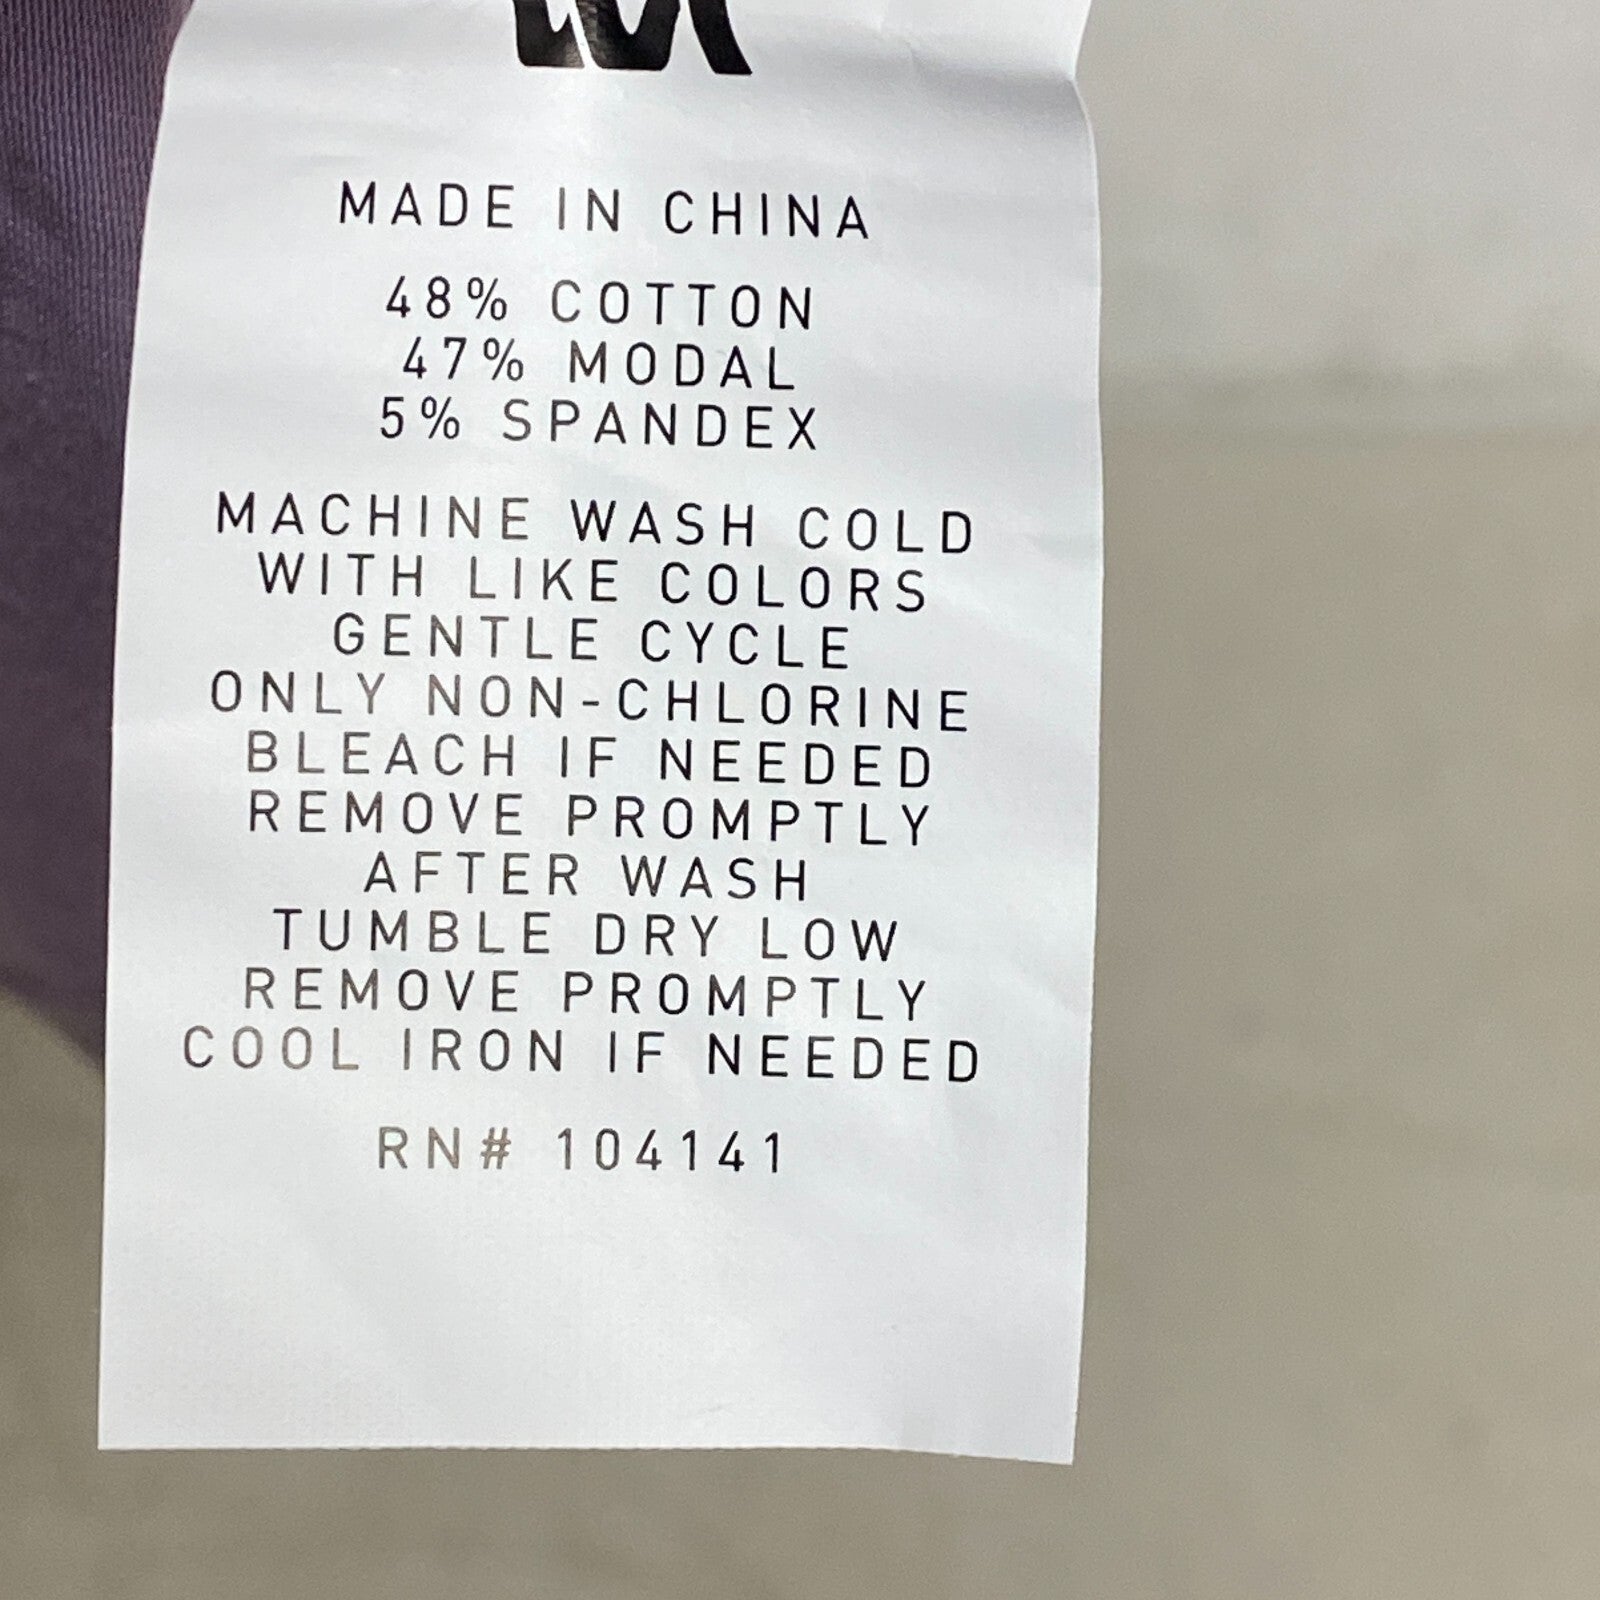 MADE IN CHINA
48% COTTON
47% MODAL
5% SPANDEX
MACHINE WASH COLD
WITH LIKE COLORS
GENTLE CYCLE
ONLY NON-CHLORINE
BLEACH IF NEEDED
REMOVE PROMPTLY
AFTER WASH
TUMBLE DRY LOW
REMOVE PROMPTLY
COOL IRON IF NEEDED
RN# 104141